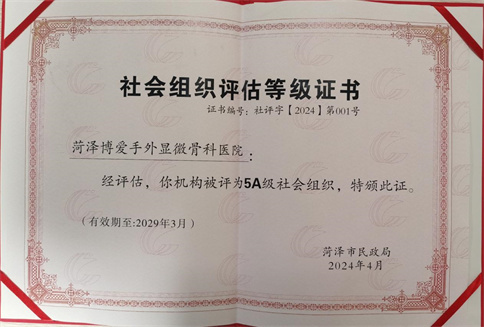 社会组织评估等级证书
证书编号：社评字【2024】第001号
菏泽博爱手外显微骨科医院：
经评估，你机构被评为5A级社会组织，特颁此证。
（有效期至:2029年3月）
菏泽市民政局
2024年4月